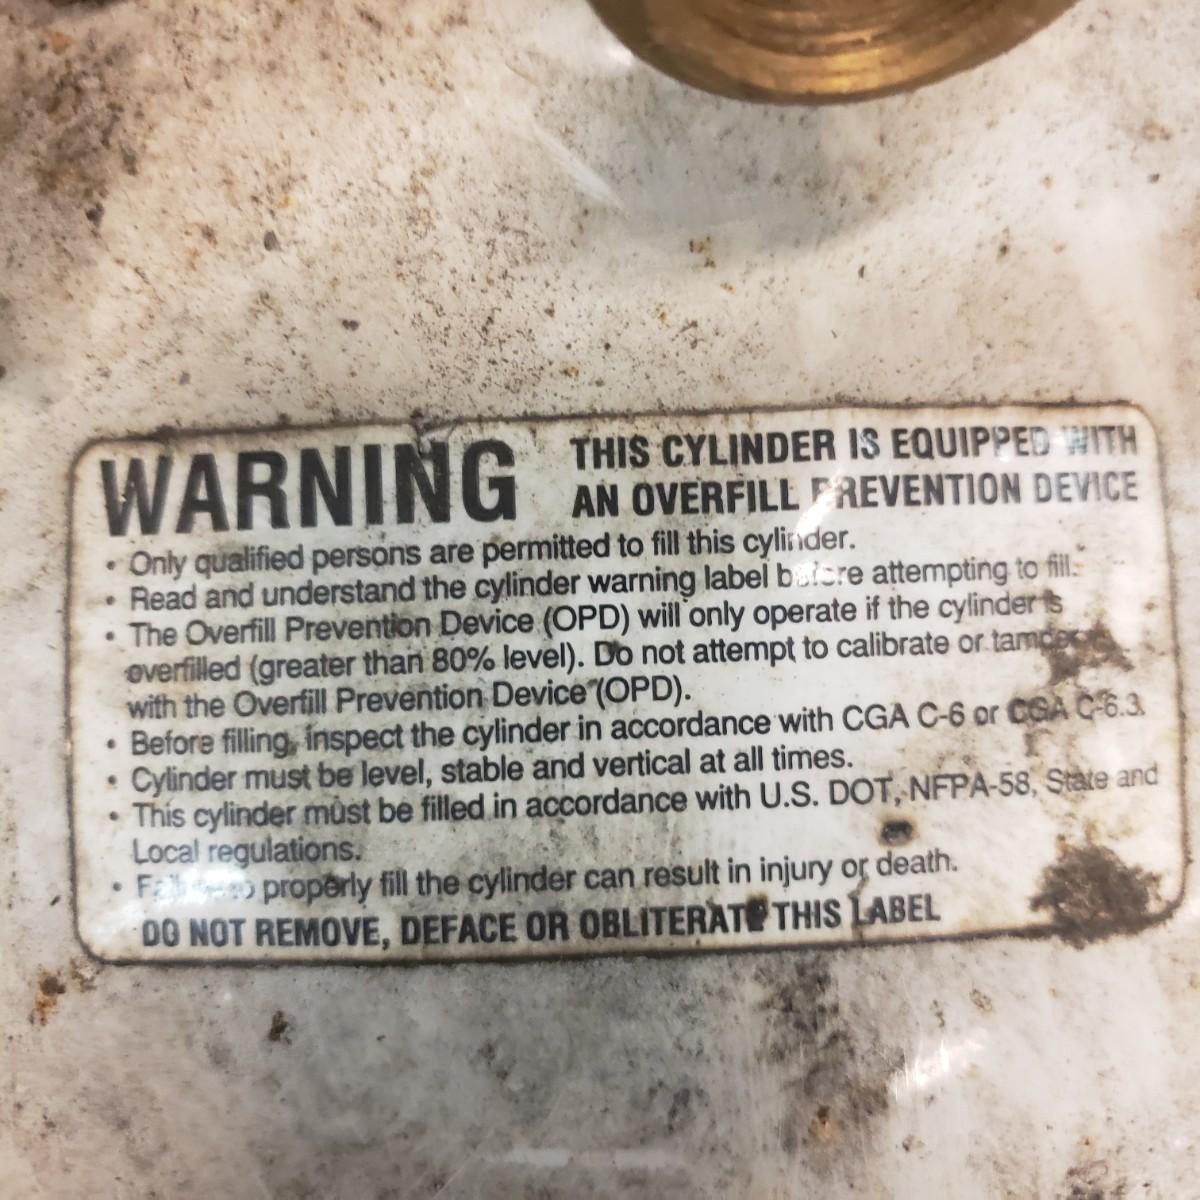 WARNING THIS CYLINDER IS EQUIPPED WITH
AN OVERFILL PREVENTION DEVICE
• Only qualified persons are permitted to fill this cylinder.
• Read and understand the cylinder warning label before attempting to fill.
• The Overfill Prevention Device (OPD) will only operate if the cylinder is
overfilled (greater than 80% level). Do not attempt to calibrate or tamper
with the Overfill Prevention Device (OPD).
• Before filling, inspect the cylinder in accordance with CGA C-6 or CGA C-6.3.
• Cylinder must be level, stable and vertical at all times.
• This cylinder must be filled in accordance with U.S. DOT, NFPA-58, State and
Local regulations.
• properly fill the cylinder can result in injury or death.
DO NOT REMOVE, DEFACE OR OBLITERATE THIS LABEL